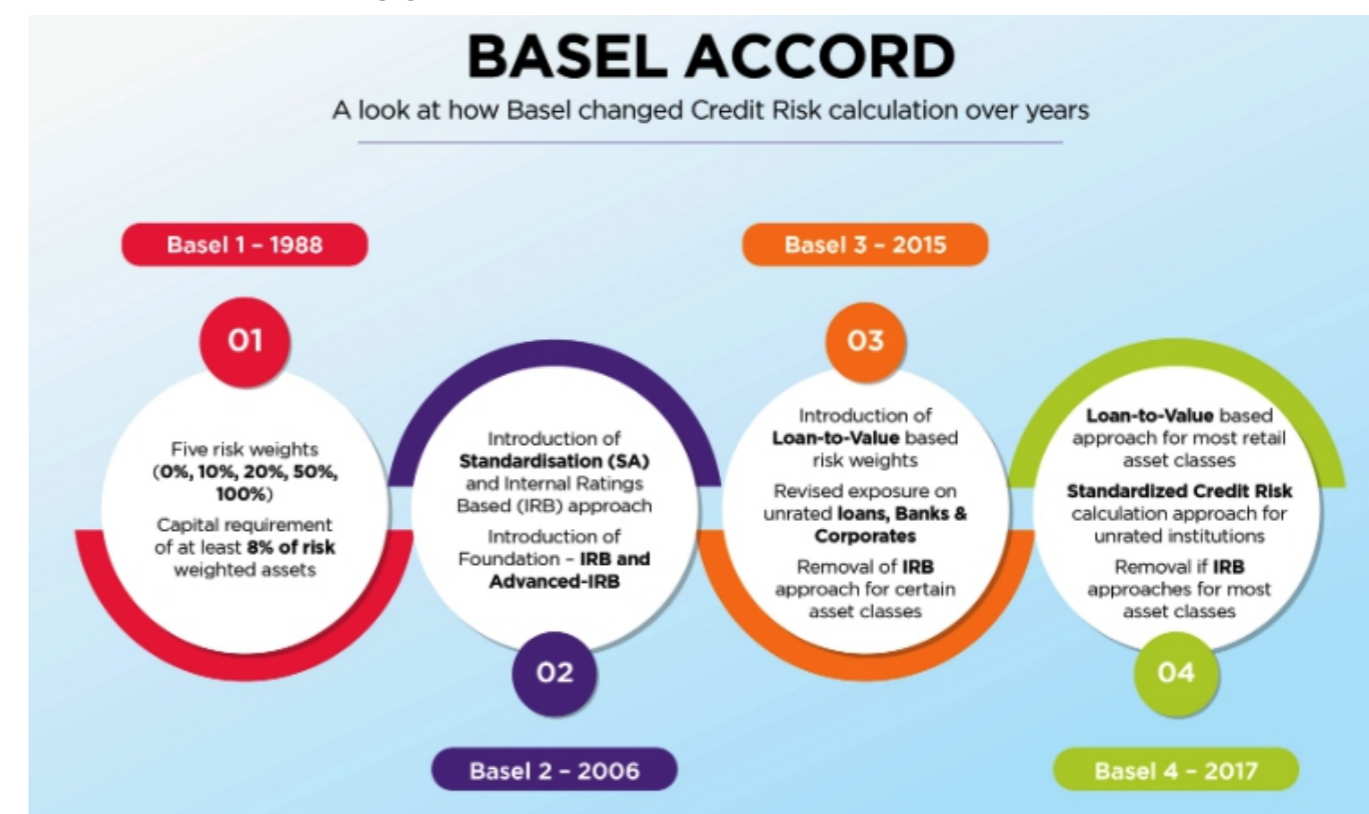 BASEL ACCORD
A look at how Basel changed Credit Risk calculation over years
Basel 1 – 1988
01
Five risk weights
(0%, 10%, 20%, 50%,
100%)
Capital requirement
of at least 8% of risk
weighted assets
Introduction of
Standardisation (SA)
and Internal Ratings
Based (IRB) approach
Introduction of
Foundation – IRB and
Advanced-IRB
02
Basel 2 – 2006
Basel 3 – 2015
03
Introduction of
Loan-to-Value based
risk weights
Revised exposure on
unrated loans, Banks &
Corporates
Removal of IRB
approach for certain
asset classes
Loan-to-Value based
approach for most retail
asset classes
Standardized Credit Risk
calculation approach for
unrated institutions
Removal if IRB
approaches for most
asset classes
04
Basel 4 – 2017